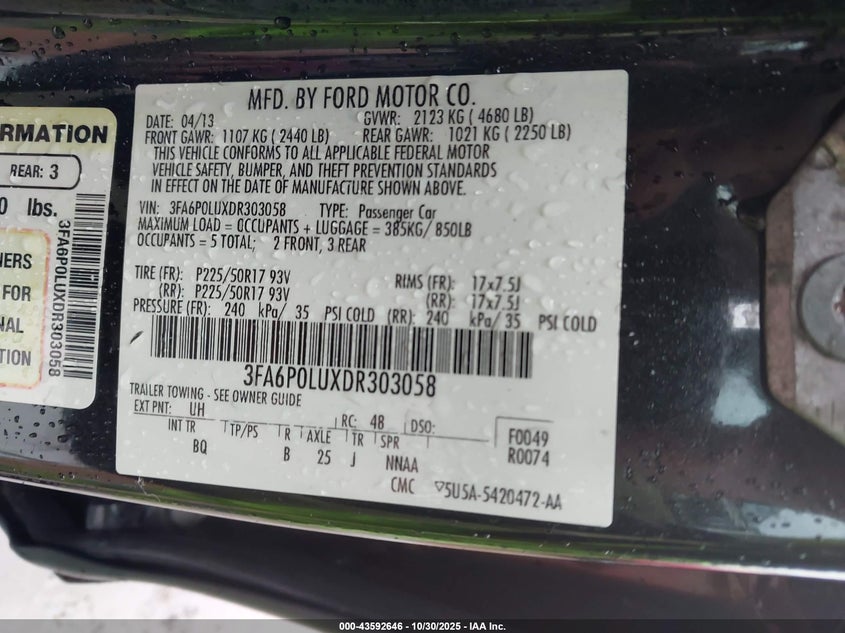 MFD. BY FORD MOTOR CO.
DATE: 04/13 GVWR: 2123 KG ( 4680 LB)
FRONT GAWR: 1107 KG ( 2440 LB) REAR GAWR: 1021 KG ( 2250 LB)
THIS VEHICLE CONFORMS TO ALL APPLICABLE FEDERAL MOTOR
VEHICLE SAFETY, BUMPER, AND THEFT PREVENTION STANDARDS
IN EFFECT ON THE DATE OF MANUFACTURE SHOWN ABOVE.
VIN: 3FA6P0LUXDR303058 TYPE: Passenger Car
MAXIMUM LOAD = OCCUPANTS + LUGGAGE = 385KG/ 850LB
OCCUPANTS = 5 TOTAL; 2 FRONT, 3 REAR
TIRE (FR): P225/50R17 93V RIMS (FR): 17x7.5J
(RR): P225/50R17 93V (RR): 17x7.5J
PRESSURE (FR): 240 kPa/ 35 PSI COLD (RR): 240 kPa/ 35 PSI COLD
3FA6P0LUXDR303058
TRAILER TOWING - SEE OWNER GUIDE
EXT PNT: UH RC: 48 DSO:
INT TR TP/PS R AXLE TR SPR F0049
BQ B 25 J NNAA R0074
CMC 5U5A-5420472-AA
ORMATION
REAR: 3
0 lbs.
3FA6P0LUXDR303058
NERS
FOR
NAL
TION
000-43592646 - 10/30/2025 - IAA Inc.